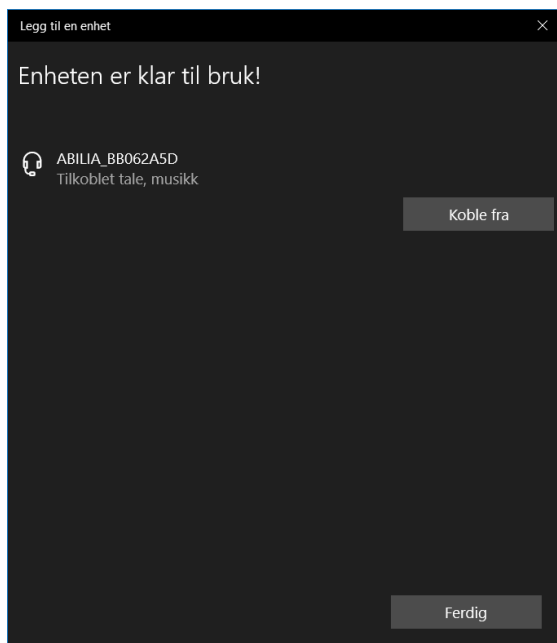 Legg til en enhet
Enheten er klar til bruk!
ABILIA_BB062A5D
Tilkoblet tale, musikk
Koble fra
Ferdig